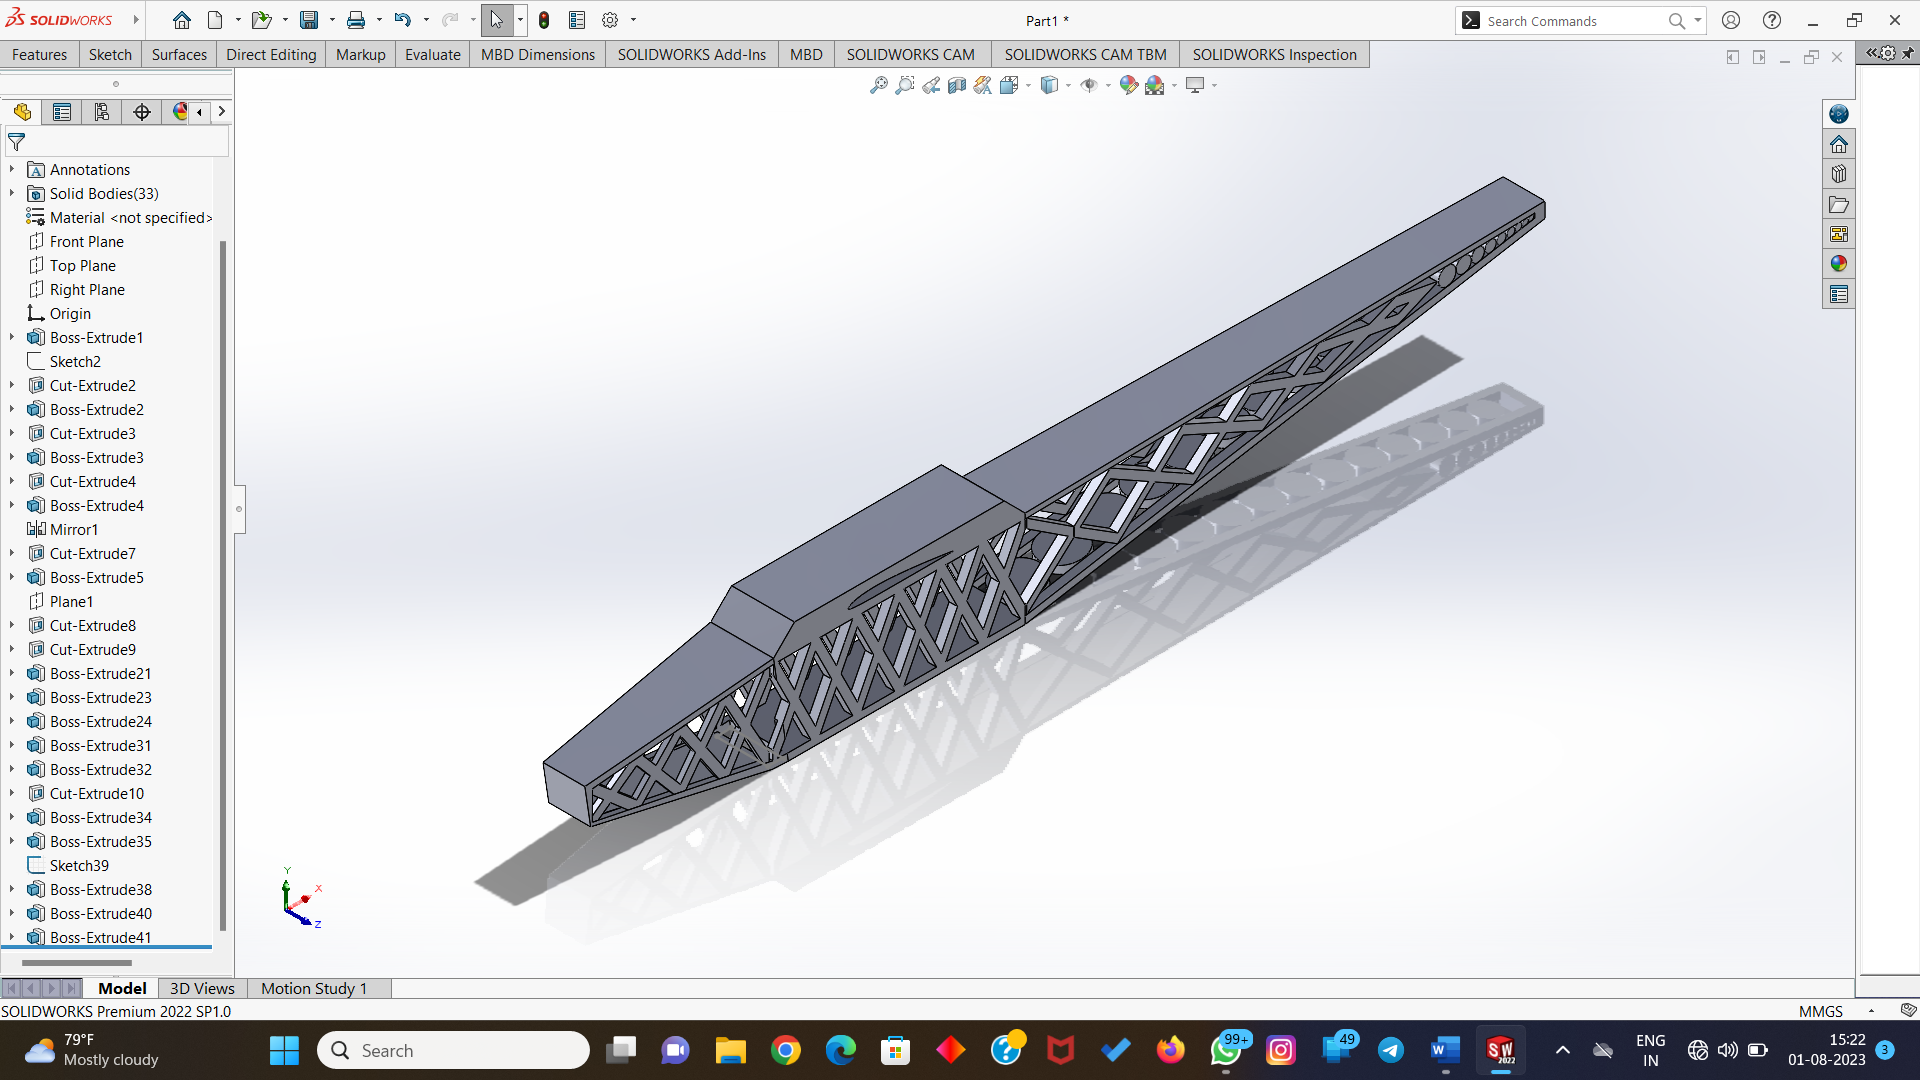 SOLIDWORKS
Part1 *
Search Commands
Features
Sketch
Surfaces
Direct Editing
Markup
Evaluate
MBD Dimensions
SOLIDWORKS Add-Ins
MBD
SOLIDWORKS CAM
SOLIDWORKS CAM TBM
SOLIDWORKS Inspection
Annotations
Solid Bodies(33)
Material <not specified>
Front Plane
Top Plane
Right Plane
Origin
Boss-Extrude1
Sketch2
Cut-Extrude2
Boss-Extrude2
Cut-Extrude3
Boss-Extrude3
Cut-Extrude4
Boss-Extrude4
Mirror1
Cut-Extrude7
Boss-Extrude5
Plane1
Cut-Extrude8
Cut-Extrude9
Boss-Extrude21
Boss-Extrude23
Boss-Extrude24
Boss-Extrude31
Boss-Extrude32
Cut-Extrude10
Boss-Extrude34
Boss-Extrude35
Sketch39
Boss-Extrude38
Boss-Extrude40
Boss-Extrude41
Y
X
Z
Model
3D Views
Motion Study 1
SOLIDWORKS Premium 2022 SP1.0
MMGS
79°F
Mostly cloudy
Search
99+
49
SW
2022
ENG
IN
15:22
01-08-2023
3